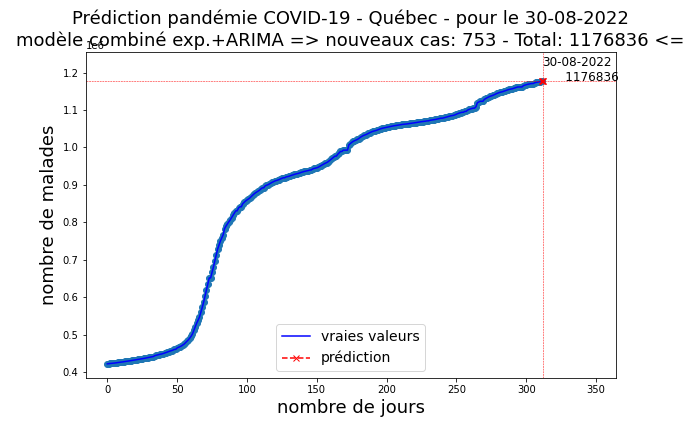 Prédiction pandémie COVID-19 - Québec - pour le 30-08-2022
modèle combiné exp.+ARIMA => nouveaux cas: 753 - Total: 1176836 <=
1e6
30-08-2022
1176836
1.2
1.1
1.0
0.9
0.8
0.7
0.6
0.5
0.4
nombre de malades
vraies valeurs
prédiction
0 50 100 150 200 250 300 350
nombre de jours